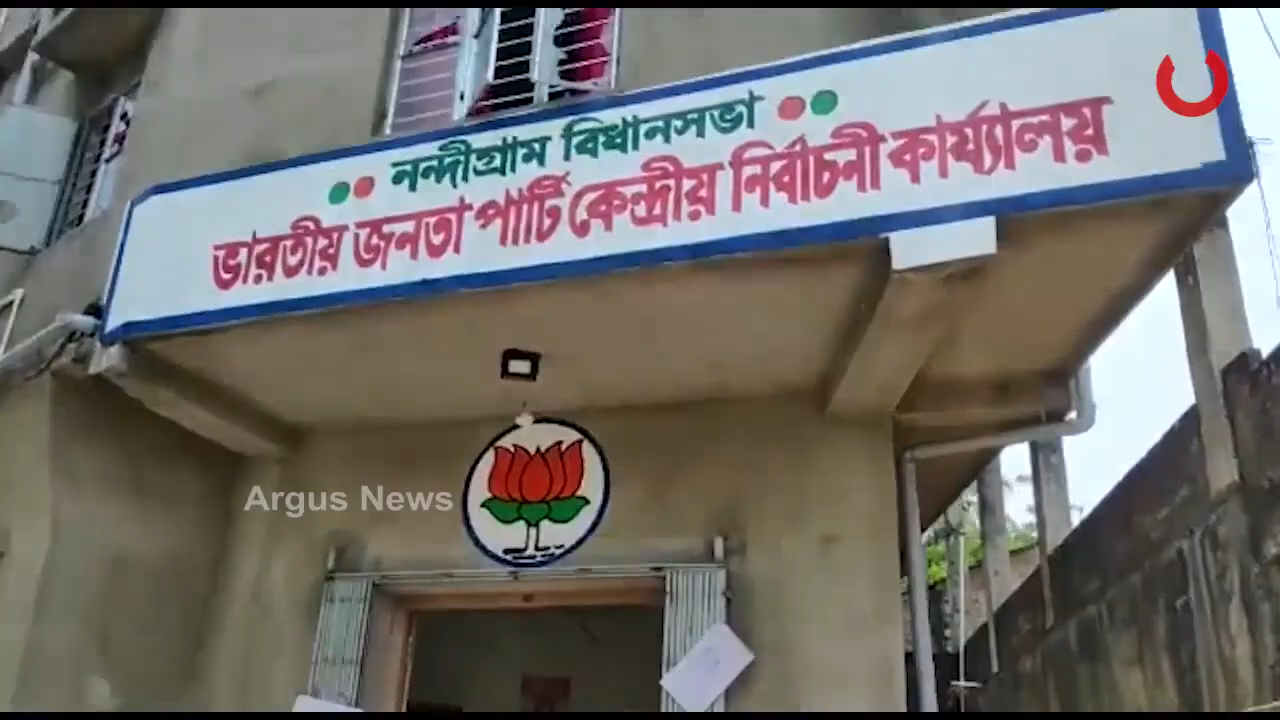 নন্দীগ্রাম বিধানসভা
ভারতীয় জনতা পার্টি কেন্দ্রীয় নির্বাচনী কার্য্যালয়
Argus News